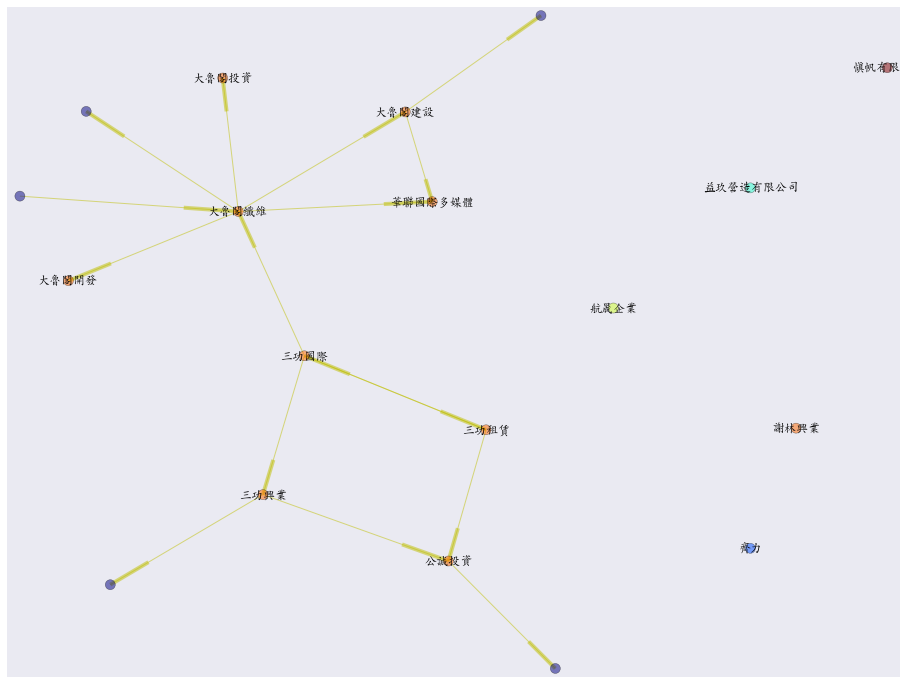 慎帆有限
大魯閣投資
大魯閣建設
益玖營造有限公司
華聯國際多媒體
大魯閣纖維
大魯閣開發
航晟企業
三功國際
三功租賃
謝林興業
三功興業
齊力
公誠投資